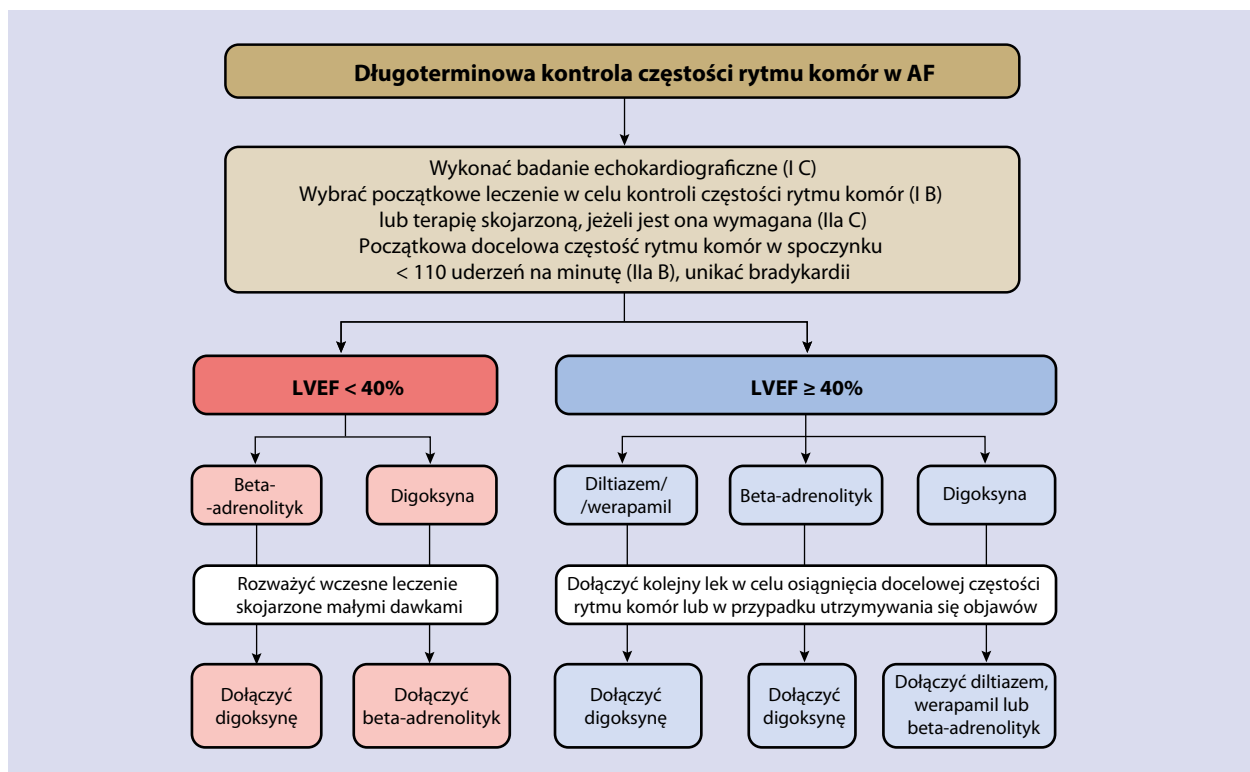 Długoterminowa kontrola częstości rytmu komór w AF
Wykonać badanie echokardiograficzne (I C)
Wybrać początkowe leczenie w celu kontroli częstości rytmu komór (I B)
lub terapię skojarzoną, jeżeli jest ona wymagana (IIa C)
Początkowa docelowa częstość rytmu komór w spoczynku
< 110 uderzeń na minutę (IIa B), unikać bradykardii
LVEF < 40%
LVEF ≥ 40%
Beta-
-adrenolityk
Digoksyna
Diltiazem/
/werapamil
Beta-adrenolityk
Digoksyna
Rozważyć wczesne leczenie
skojarzone małymi dawkami
Dołączyć kolejny lek w celu osiągnięcia docelowej częstości
rytmu komór lub w przypadku utrzymywania się objawów
Dołączyć
digoksynę
Dołączyć
beta-adrenolityk
Dołączyć
digoksynę
Dołączyć
digoksynę
Dołączyć diltiazem,
werapamil lub
beta-adrenolityk